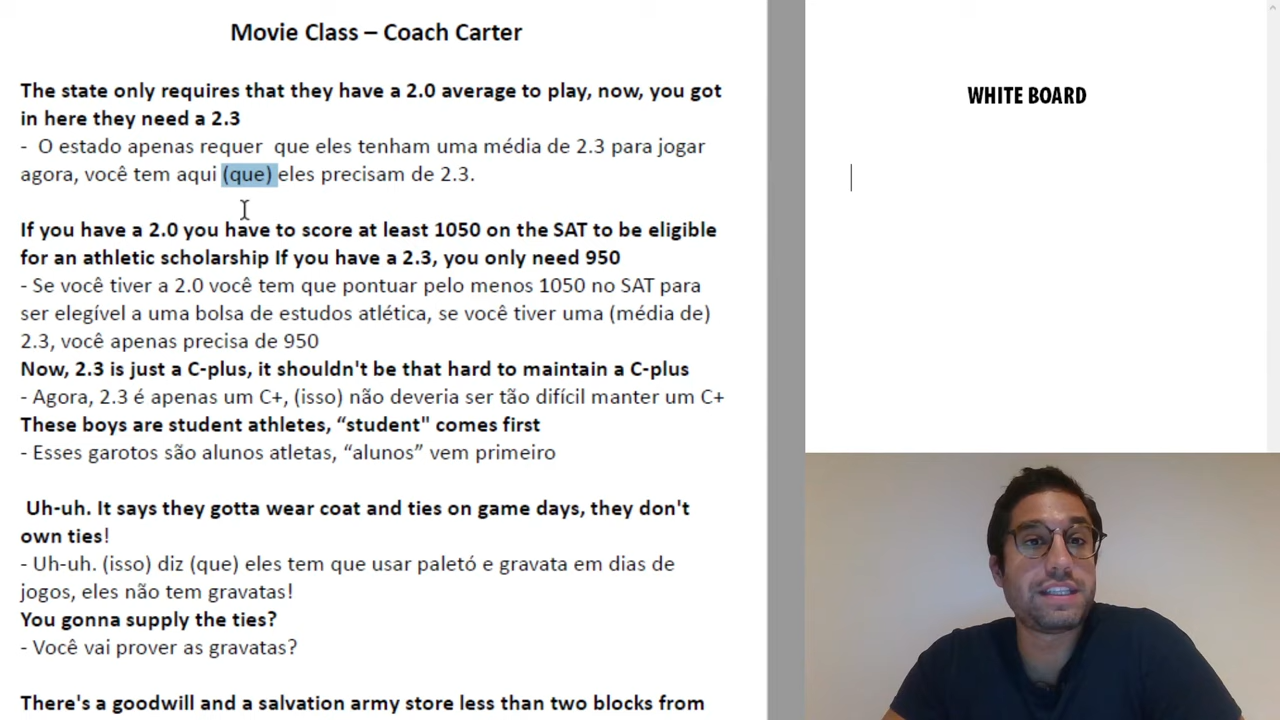 Movie Class – Coach Carter
The state only requires that they have a 2.0 average to play, now, you got
in here they need a 2.3
- O estado apenas requer que eles tenham uma média de 2.3 para jogar
agora, você tem aqui (que) eles precisam de 2.3.
If you have a 2.0 you have to score at least 1050 on the SAT to be eligible
for an athletic scholarship If you have a 2.3, you only need 950
- Se você tiver a 2.0 você tem que pontuar pelo menos 1050 no SAT para
ser elegível a uma bolsa de estudos atlética, se você tiver uma (média de)
2.3, você apenas precisa de 950
Now, 2.3 is just a C-plus, it shouldn't be that hard to maintain a C-plus
- Agora, 2.3 é apenas um C+, (isso) não deveria ser tão difícil manter um C+
These boys are student athletes, “student" comes first
- Esses garotos são alunos atletas, “alunos” vem primeiro
Uh-uh. It says they gotta wear coat and ties on game days, they don't
own ties!
- Uh-uh. (isso) diz (que) eles tem que usar paletó e gravata em dias de
jogos, eles não tem gravatas!
You gonna supply the ties?
- Você vai prover as gravatas?
There's a goodwill and a salvation army store less than two blocks from
WHITE BOARD